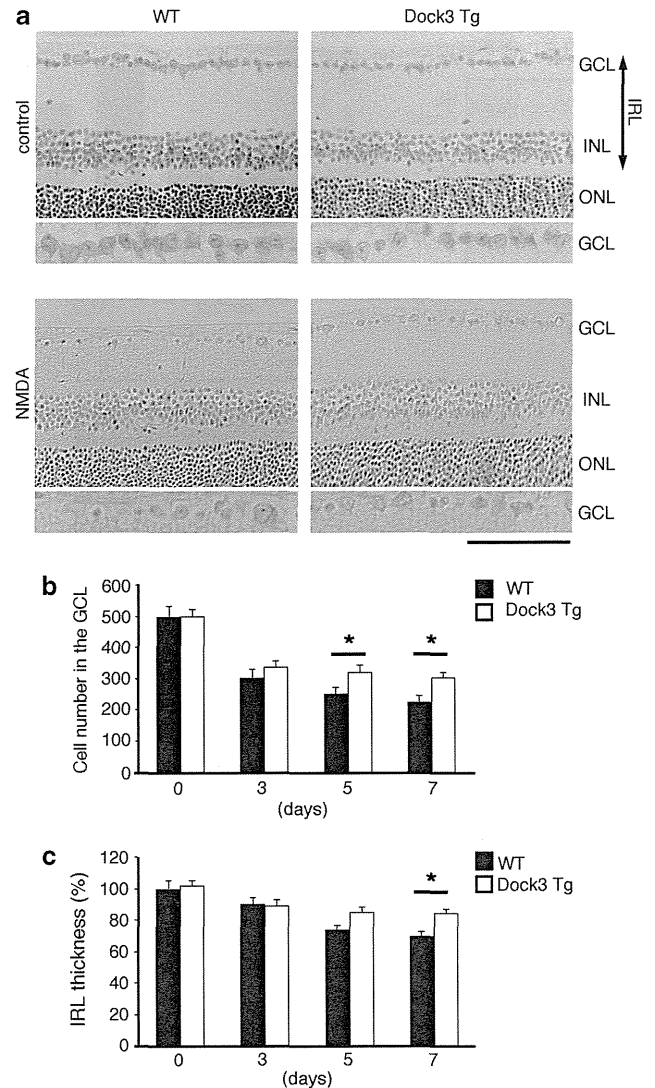 a
WT
Dock3 Tg
control
GCL
IRL
INL
ONL
GCL
NMDA
GCL
INL
ONL
GCL
b
Cell number in the GCL
600
500
400
300
200
100
0
0 3 5 7
(days)
* *
WT
Dock3 Tg
c
IRL thickness (%)
120
100
80
60
40
20
0
0 3 5 7
(days)
*
WT
Dock3 Tg